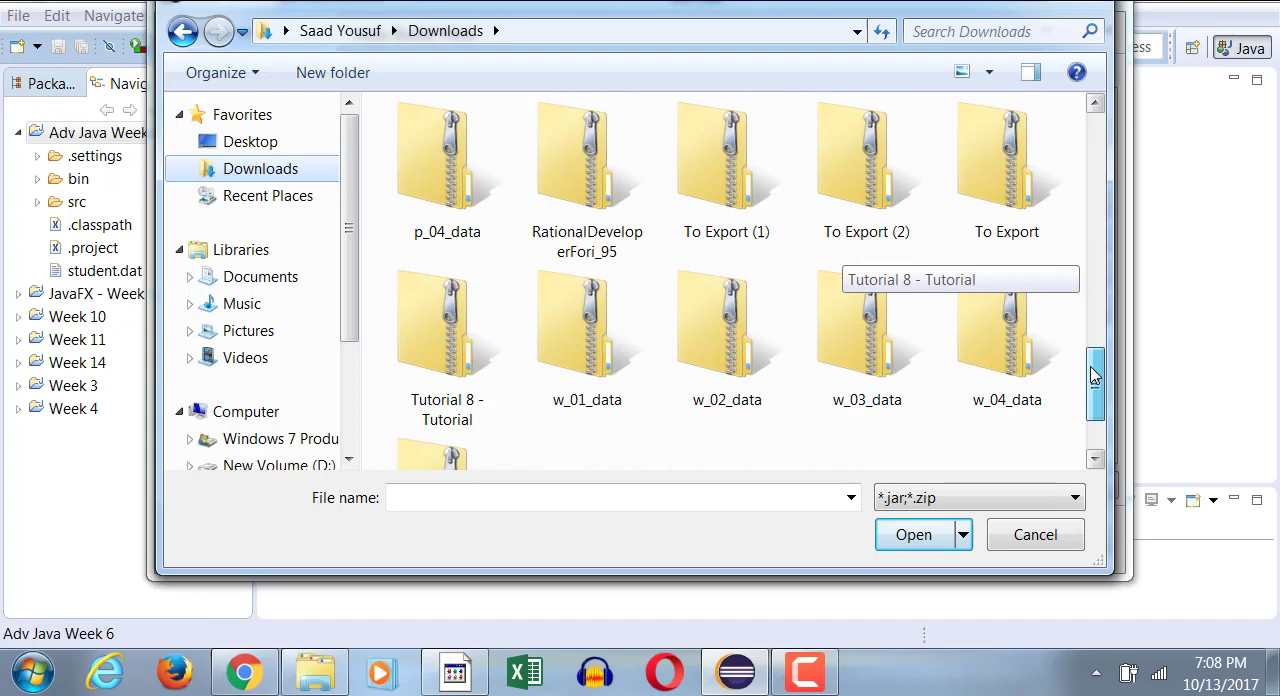 File Edit Navigate
Saad Yousuf Downloads
Search Downloads
ess
Java
Organize New folder
Packa... Navig
Adv Java Week
.settings
bin
src
.classpath
.project
student.dat
JavaFX - Week
Week 10
Week 11
Week 14
Week 3
Week 4
Favorites
Desktop
Downloads
Recent Places
Libraries
Documents
Music
Pictures
Videos
Computer
Windows 7 Produ
New Volume (D:)
p_04_data
RationalDevelop
erFori_95
To Export (1)
To Export (2)
To Export
Tutorial 8 - Tutorial
Tutorial 8 -
Tutorial
w_01_data
w_02_data
w_03_data
w_04_data
File name:
*.jar;*.zip
Open Cancel
Adv Java Week 6
7:08 PM
10/13/2017